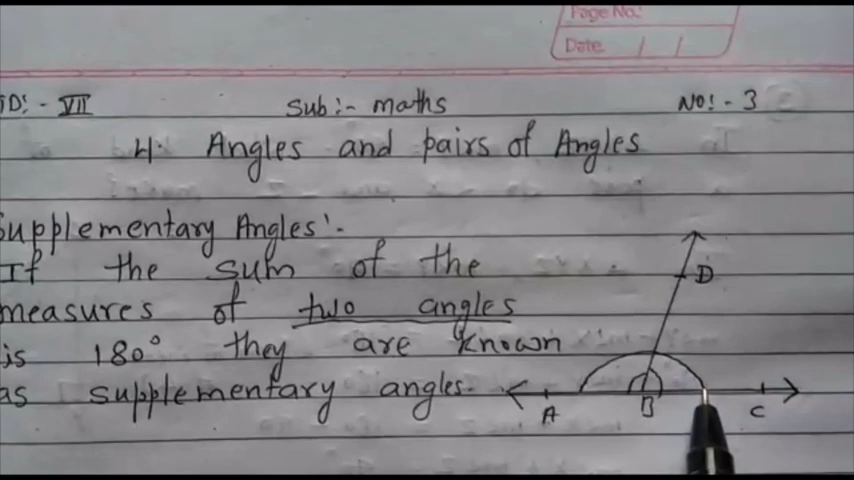 Page No.:
Date / /
TD:- VII Sub:- maths No:- 3
4. Angles and pairs of Angles
Supplementary Angles:-
If the sum of the
measures of two angles
is 180° they are known
as supplementary angles.
D
A B C